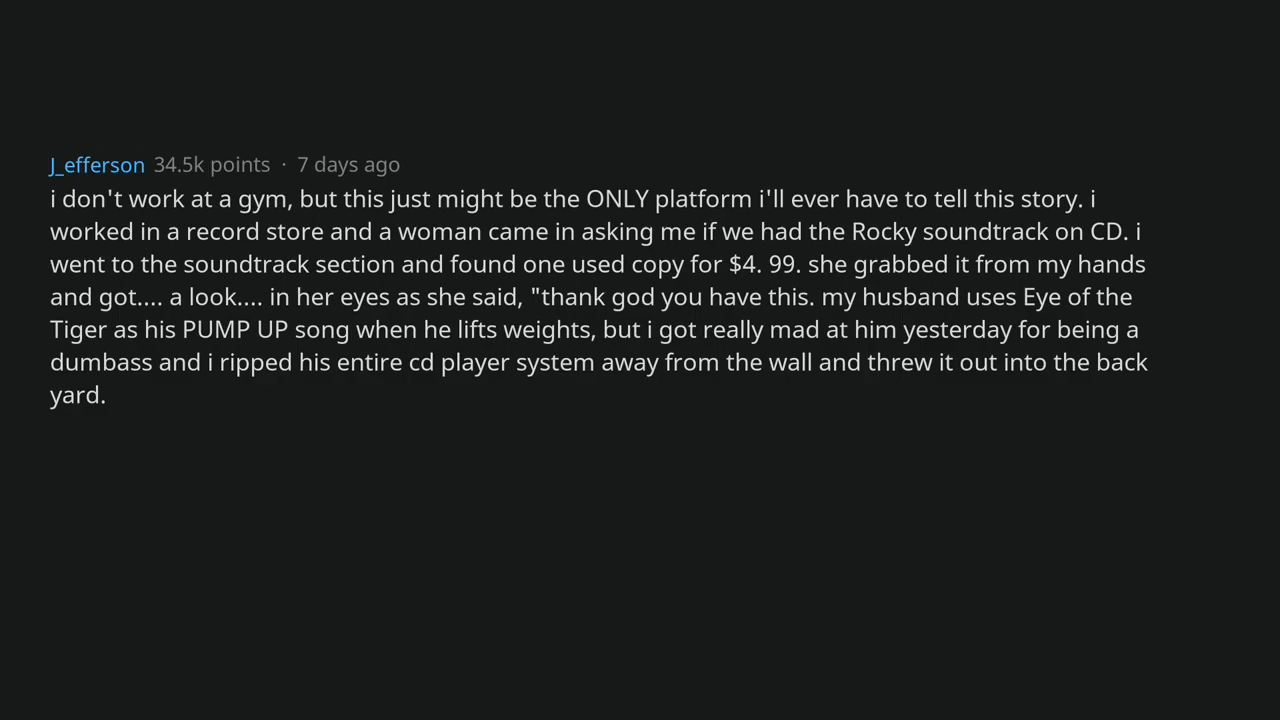 J_efferson 34.5k points · 7 days ago
i don't work at a gym, but this just might be the ONLY platform i'll ever have to tell this story. i
worked in a record store and a woman came in asking me if we had the Rocky soundtrack on CD. i
went to the soundtrack section and found one used copy for $4. 99. she grabbed it from my hands
and got.... a look.... in her eyes as she said, "thank god you have this. my husband uses Eye of the
Tiger as his PUMP UP song when he lifts weights, but i got really mad at him yesterday for being a
dumbass and i ripped his entire cd player system away from the wall and threw it out into the back
yard.